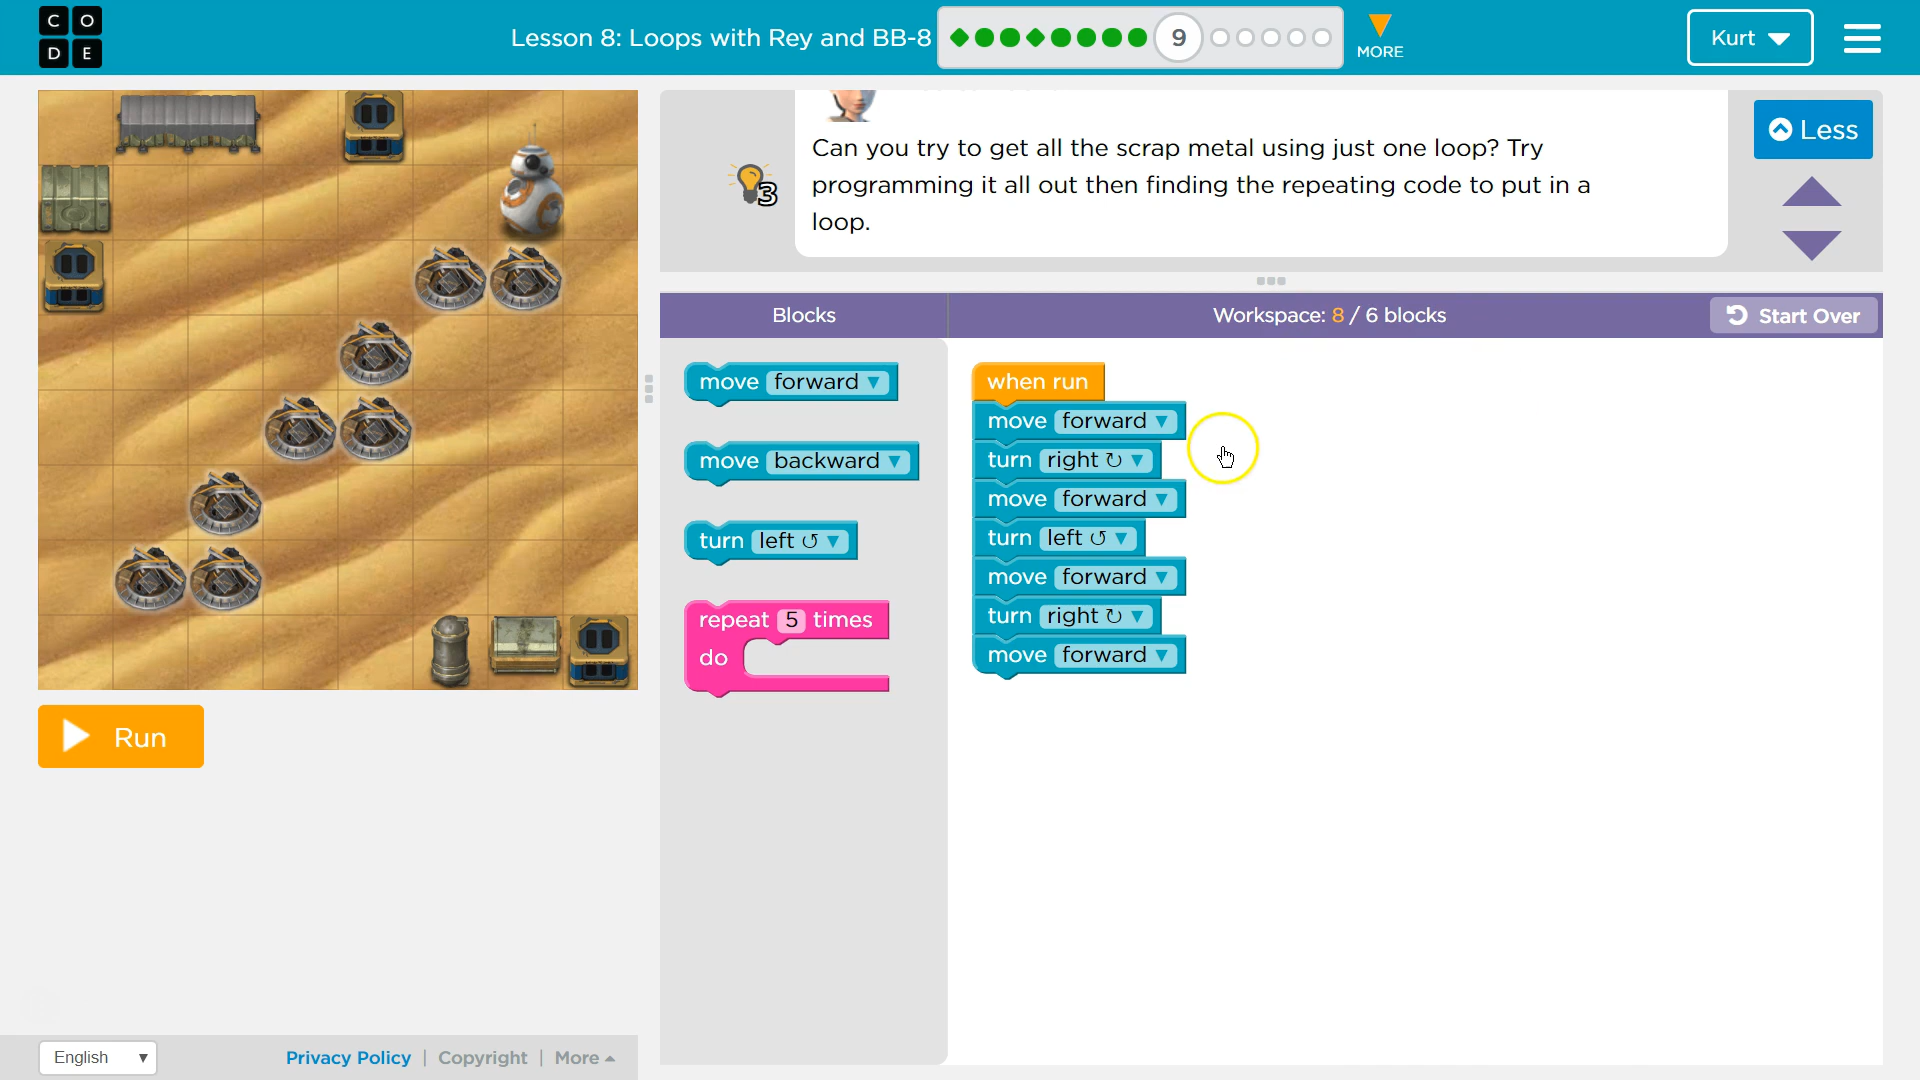 C O
D E
Lesson 8: Loops with Rey and BB-8
9
MORE
Kurt
3
Can you try to get all the scrap metal using just one loop? Try
programming it all out then finding the repeating code to put in a
loop.
Less
Blocks
Workspace: 8 / 6 blocks
Start Over
move forward ▼
move backward ▼
turn left ↺ ▼
repeat 5 times
do
when run
move forward ▼
turn right ↻ ▼
move forward ▼
turn left ↺ ▼
move forward ▼
turn right ↻ ▼
move forward ▼
Run
English
Privacy Policy | Copyright | More